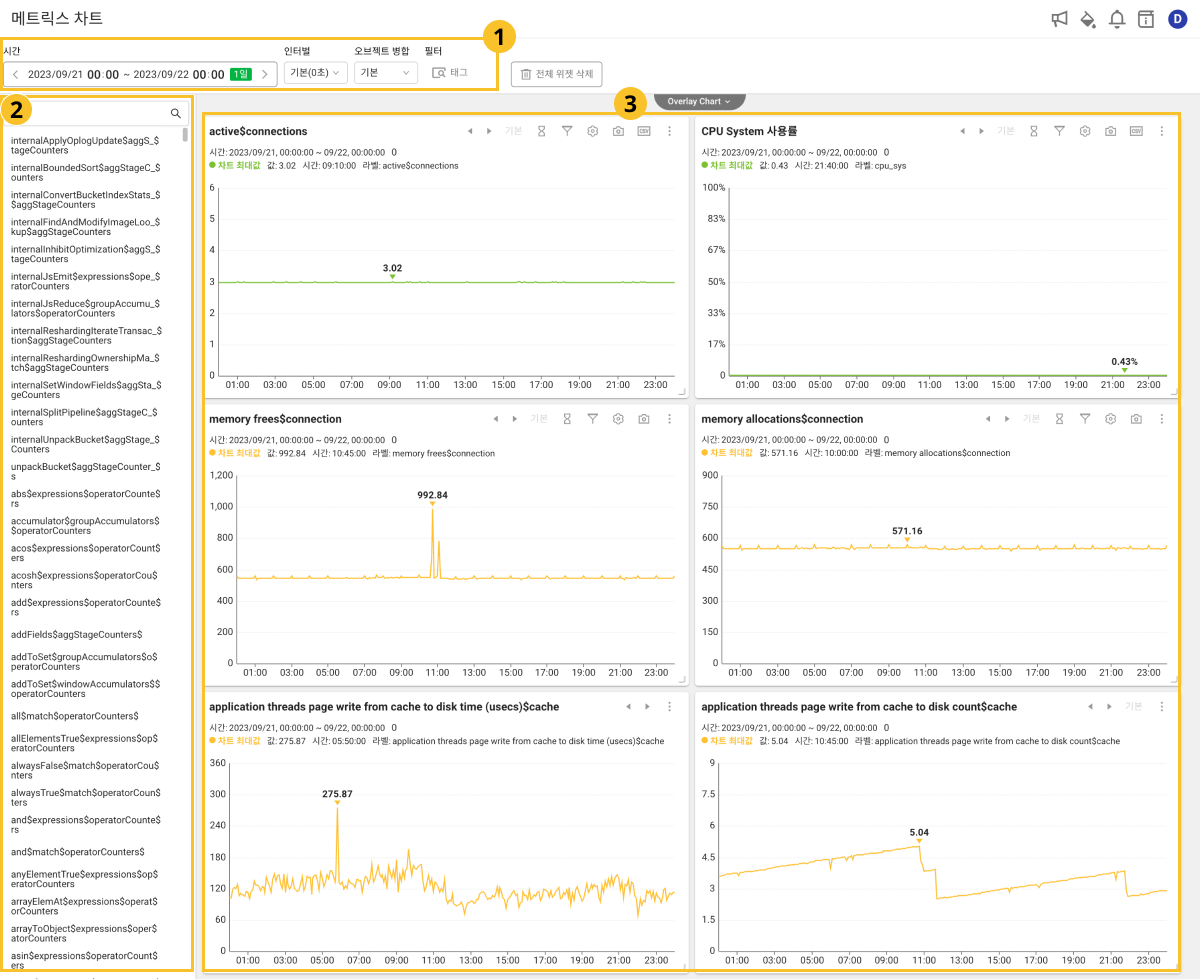 메트릭스 차트
D
1
시간
인터벌
오브젝트 병합
필터
2023/09/21 00:00 ~ 2023/09/22 00:00 1일
기본(0초)
기본
태그
전체 위젯 삭제
2
3
Overlay Chart
internalApplyOplogUpdate$aggS_$
tageCounters
internalBoundedSort$aggStageC_$
ounters
internalConvertBucketIndexStats_$
$aggStageCounters
internalFindAndModifyImageLoo_$
kup$aggStageCounters
internalInhibitOptimization$aggS_$
tageCounters
internalJsEmit$expressions$ope_$
ratorCounters
internalJsReduce$groupAccumu_$
lators$operatorCounters
internalReshardingIterateTransac_$
tion$aggStageCounters
internalReshardingOwnershipMa_$
tch$aggStageCounters
internalSetWindowFields$aggSta_$
geCounters
internalSplitPipeline$aggStageC_$
ounters
internalUnpackBucket$aggStage_$
Counters
unpackBucket$aggStageCounter_$
s
abs$expressions$operatorCounte$
rs
accumulator$groupAccumulators$
$operatorCounters
acos$expressions$operatorCount$
ers
acosh$expressions$operatorCou$
nters
add$expressions$operatorCounte$
rs
addFields$aggStageCounters$
addToSet$groupAccumulators$o$
peratorCounters
addToSet$windowAccumulators$$
operatorCounters
all$match$operatorCounters$
allElementsTrue$expressions$op$
eratorCounters
alwaysFalse$match$operatorCou$
nters
alwaysTrue$match$operatorCoun$
ters
and$expressions$operatorCounte$
rs
and$match$operatorCounters$
anyElementTrue$expressions$op$
eratorCounters
arrayElemAt$expressions$operat$
orCounters
arrayToObject$expressions$oper$
atorCounters
asin$expressions$operatorCount$
ers
active$connections
기본
CSV
시간: 2023/09/21, 00:00:00 ~ 09/22, 00:00:00 0
차트 최대값 값: 3.02 시간: 09:10:00 라벨: active$connections
6
5
4
3
2
1
0
3.02
01:00 03:00 05:00 07:00 09:00 11:00 13:00 15:00 17:00 19:00 21:00 23:00
CPU System 사용률
기본
CSV
시간: 2023/09/21, 00:00:00 ~ 09/22, 00:00:00 0
차트 최대값 값: 0.43 시간: 21:40:00 라벨: cpu_sys
100%
83%
67%
50%
33%
17%
0
0.43%
01:00 03:00 05:00 07:00 09:00 11:00 13:00 15:00 17:00 19:00 21:00 23:00
memory frees$connection
기본
시간: 2023/09/21, 00:00:00 ~ 09/22, 00:00:00 0
차트 최대값 값: 992.84 시간: 10:45:00 라벨: memory frees$connection
1,200
1,000
800
600
400
200
0
992.84
01:00 03:00 05:00 07:00 09:00 11:00 13:00 15:00 17:00 19:00 21:00 23:00
memory allocations$connection
기본
시간: 2023/09/21, 00:00:00 ~ 09/22, 00:00:00 0
차트 최대값 값: 571.16 시간: 10:00:00 라벨: memory allocations$connection
900
750
600
450
300
150
0
571.16
01:00 03:00 05:00 07:00 09:00 11:00 13:00 15:00 17:00 19:00 21:00 23:00
application threads page write from cache to disk time (usecs)$cache
시간: 2023/09/21, 00:00:00 ~ 09/22, 00:00:00 0
차트 최대값 값: 275.87 시간: 05:50:00 라벨: application threads page write from cache to disk time (usecs)$cache
360
300
240
180
120
60
0
275.87
01:00 03:00 05:00 07:00 09:00 11:00 13:00 15:00 17:00 19:00 21:00 23:00
application threads page write from cache to disk count$cache
기본
시간: 2023/09/21, 00:00:00 ~ 09/22, 00:00:00 0
차트 최대값 값: 5.04 시간: 10:45:00 라벨: application threads page write from cache to disk count$cache
9
7.5
6
4.5
3
1.5
0
5.04
01:00 03:00 05:00 07:00 09:00 11:00 13:00 15:00 17:00 19:00 21:00 23:00